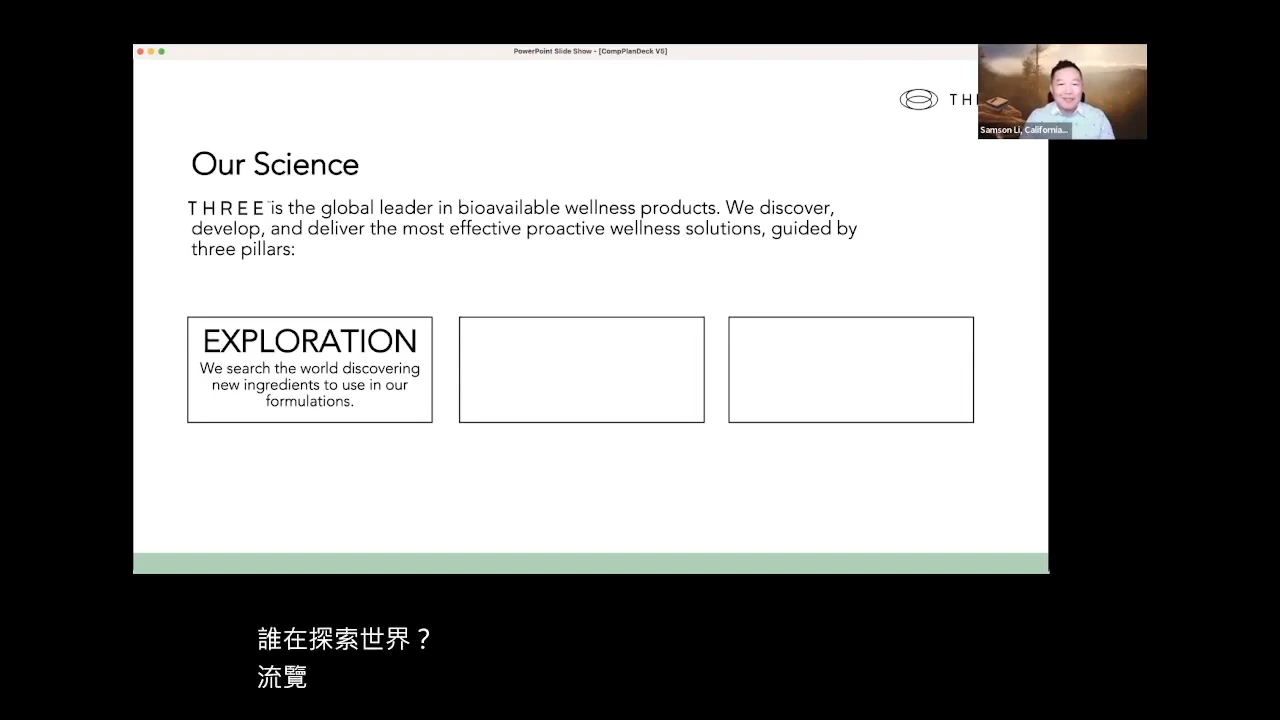 PowerPoint Slide Show - [CompPlanDeck V5]
TH
Samson Li, California...
Our Science
THREE™ is the global leader in bioavailable wellness products. We discover,
develop, and deliver the most effective proactive wellness solutions, guided by
three pillars:
EXPLORATION
We search the world discovering
new ingredients to use in our
formulations.
誰在探索世界？
流覽